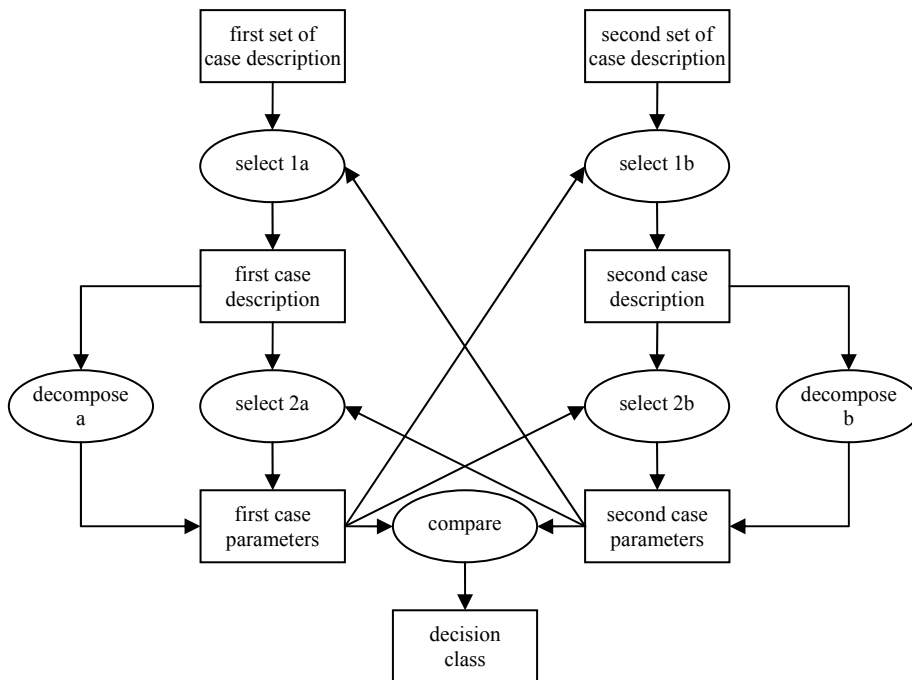 first set of
case description
second set of
case description
select 1a
select 1b
first case
description
second case
description
decompose
a
select 2a
select 2b
decompose
b
first case
parameters
compare
second case
parameters
decision
class